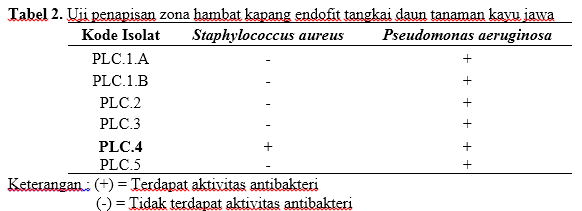 Tabel 2. Uji penapisan zona hambat kapang endofit tangkai daun tanaman kayu jawa
Kode Isolat Staphylococcus aureus Pseudomonas aeruginosa
PLC.1.A - +
PLC.1.B - +
PLC.2 - +
PLC.3 - +
PLC.4 + +
PLC.5 - +
Keterangan : (+) = Terdapat aktivitas antibakteri
(-) = Tidak terdapat aktivitas antibakteri